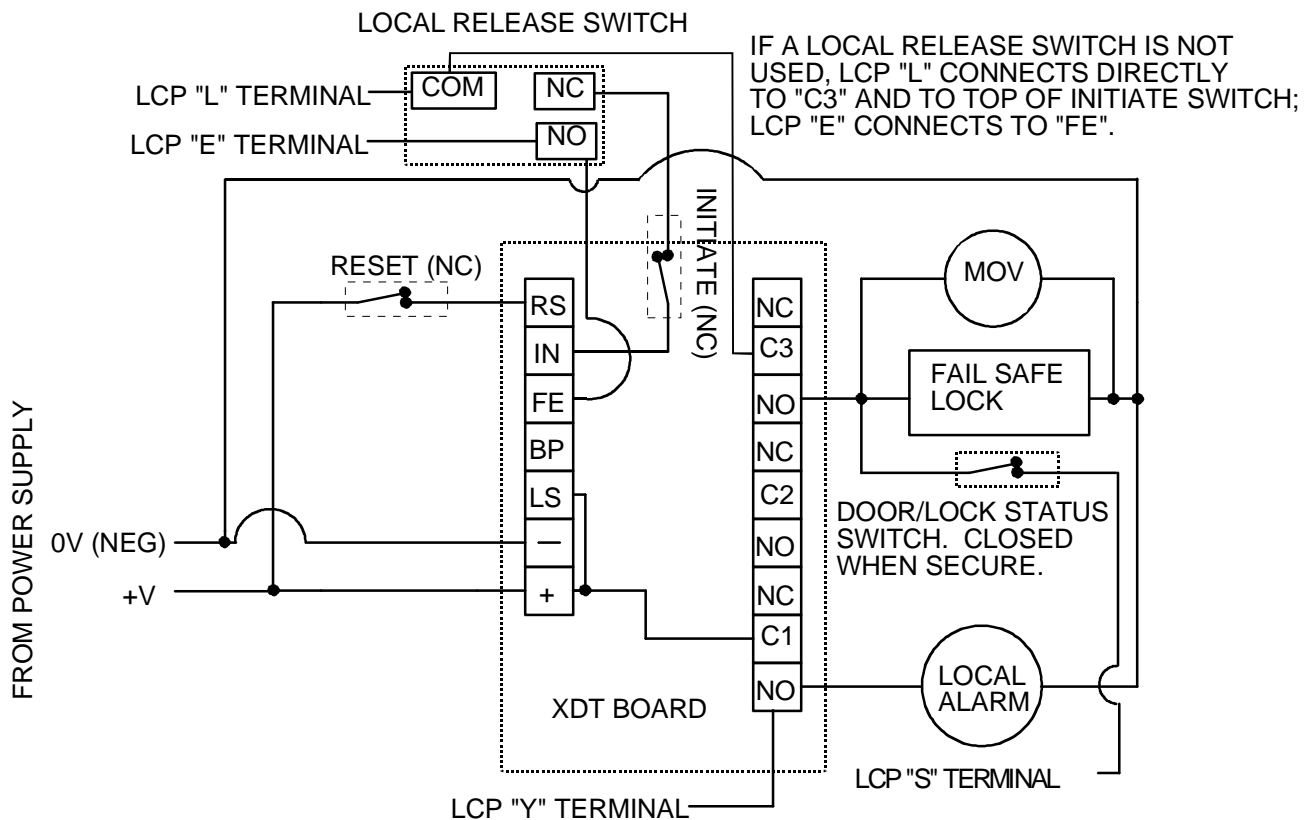 LOCAL RELEASE SWITCH
IF A LOCAL RELEASE SWITCH IS NOT
USED, LCP "L" CONNECTS DIRECTLY
TO "C3" AND TO TOP OF INITIATE SWITCH;
LCP "E" CONNECTS TO "FE".
LCP "L" TERMINAL
COM
NC
LCP "E" TERMINAL
NO
INITIATE (NC)
RESET (NC)
MOV
RS
IN
FE
BP
LS
—
+
NC
C3
NO
NC
C2
NO
NC
C1
NO
FAIL SAFE
LOCK
DOOR/LOCK STATUS
SWITCH. CLOSED
WHEN SECURE.
FROM POWER SUPPLY
0V (NEG)
+V
XDT BOARD
LOCAL
ALARM
LCP "S" TERMINAL
LCP "Y" TERMINAL